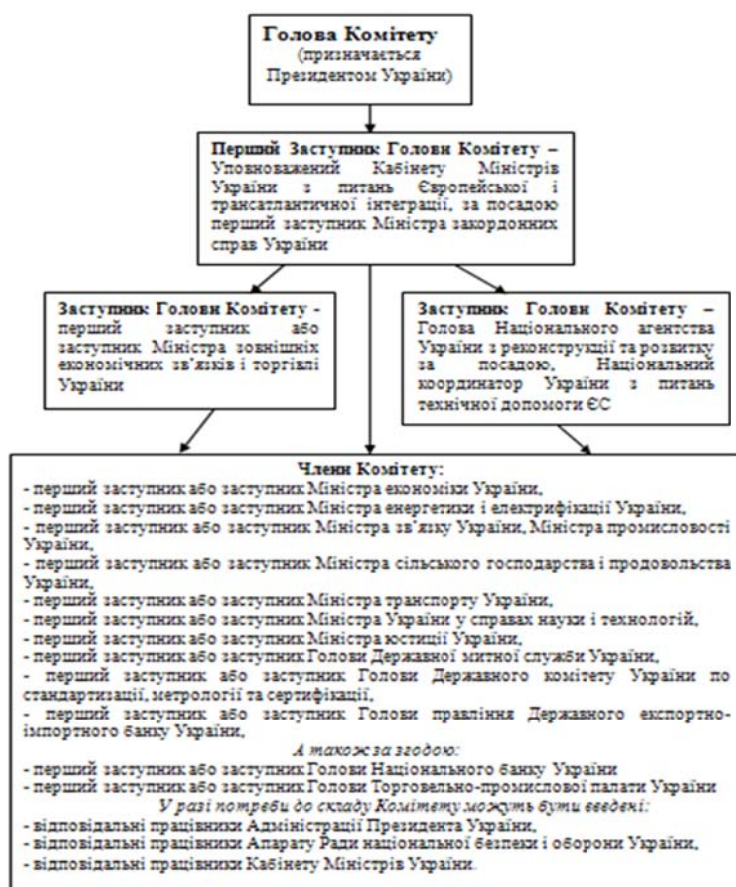 Голова Комітету
(призначається
Президентом України)
Перший Заступник Голови Комітету –
Уповноважений Кабінету Міністрів
України з питань Європейської і
трансатлантичної інтеграції, за посадою
перший заступник Міністра закордонних
справ України
Заступник Голови Комітету -
перший заступник або
заступник Міністра зовнішніх
економічних зв'язків і торгівлі
України
Заступник Голови Комітету –
Голова Національного агентства
України з реконструкції та розвитку
за посадою, Національний
координатор України з питань
технічної допомоги ЄС
Члени Комітету:
- перший заступник або заступник Міністра економіки України,
- перший заступник або заступник Міністра енергетики і електрифікації України,
- перший заступник або заступник Міністра зв'язку України, Міністра промисловості
України,
- перший заступник або заступник Міністра сільського господарства і продовольства
України,
- перший заступник або заступник Міністра транспорту України,
- перший заступник або заступник Міністра України у справах науки і технологій,
- перший заступник або заступник Міністра юстиції України,
- перший заступник або заступник Голови Державної митної служби України,
- перший заступник або заступник Голови Державного комітету України по
стандартизації, метрології та сертифікації,
- перший заступник або заступник Голови правління Державного експортно-
імпортного банку України,
А також за згодою:
- перший заступник або заступник Голови Національного банку України
- перший заступник або заступник Голови Торговельно-промислової палати України
У разі потреби до складу Комітету можуть бути введені:
- відповідальні працівники Адміністрації Президента України,
- відповідальні працівники Апарату Ради національної безпеки і оборони України,
- відповідальні працівники Кабінету Міністрів України.